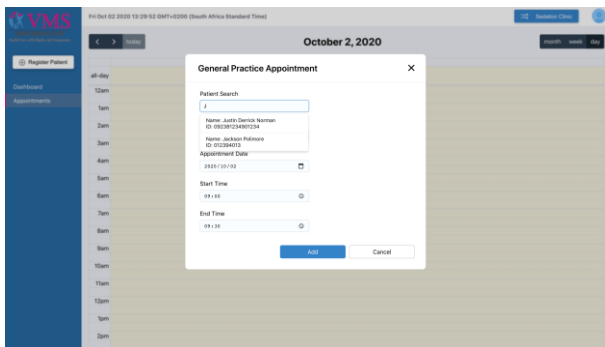 VMS
Fri Oct 02 2020 13:29:52 GMT+0200 (South Africa Standard Time)
Sedation Clinic
today
October 2, 2020
month week day
Register Patient
Dashboard
Appointments
General Practice Appointment
Patient Search
J
Name: Justin Derrick Norman
ID: 092381234901234
Name: Jackson Polimore
ID: 012394013
Appointment Date
2020/10/02
Start Time
09:00
End Time
09:30
Add
Cancel
all-day
12am
1am
2am
3am
4am
5am
6am
7am
8am
9am
10am
11am
12pm
1pm
2pm